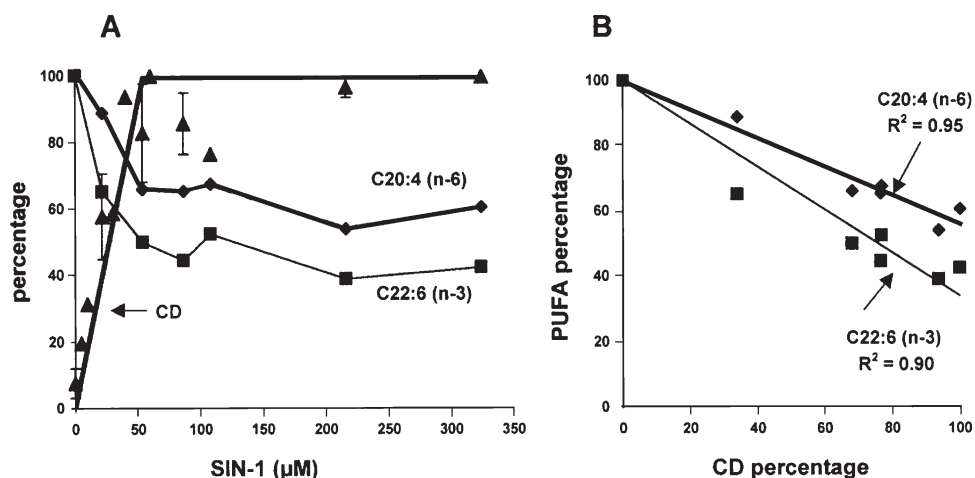 A
percentage
100
80
60
40
20
0
C20:4 (n-6)
C22:6 (n-3)
CD
0 50 100 150 200 250 300 350
SIN-1 (µM)
B
PUFA percentage
100
80
60
40
20
0
C20:4 (n-6)
R² = 0.95
C22:6 (n-3)
R² = 0.90
0 20 40 60 80 100
CD percentage